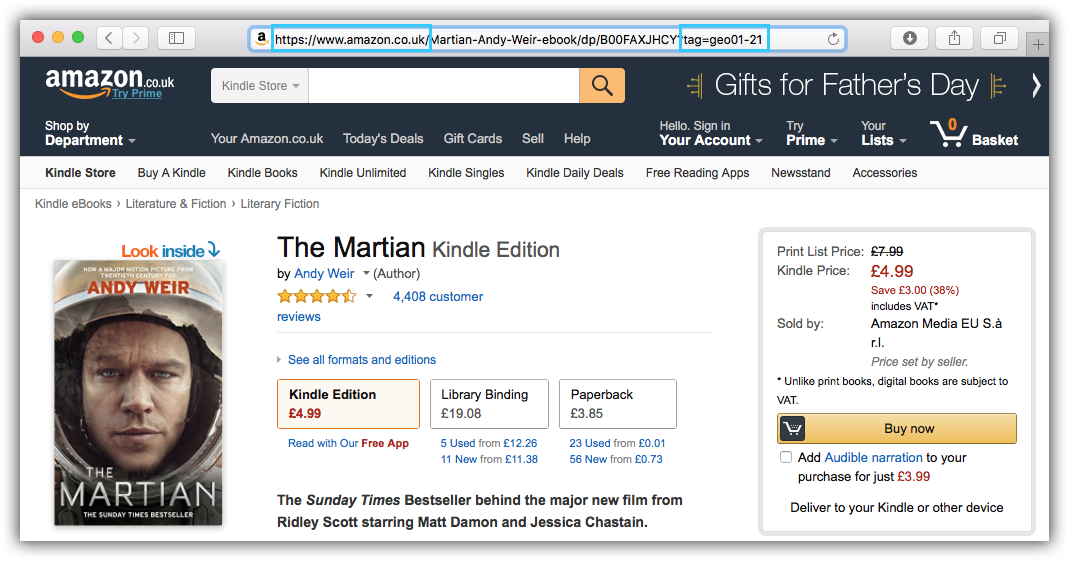 https://www.amazon.co.uk/Martian-Andy-Weir-ebook/dp/B00FAXJHCY?tag=geo01-21
amazon.co.uk
Try Prime
Kindle Store
Gifts for Father's Day
Shop by
Department
Your Amazon.co.uk Today's Deals Gift Cards Sell Help
Hello. Sign in
Your Account
Try
Prime
Your
Lists
0
Basket
Kindle Store Buy A Kindle Kindle Books Kindle Unlimited Kindle Singles Kindle Daily Deals Free Reading Apps Newsstand Accessories
Kindle eBooks › Literature & Fiction › Literary Fiction
Look inside
NOW A MAJOR MOTION PICTURE FROM
TWENTIETH CENTURY FOX
ANDY WEIR
THE
MARTIAN
THE SUNDAY TIMES BESTSELLER
The Martian Kindle Edition
by Andy Weir (Author)
4,408 customer
reviews
See all formats and editions
Kindle Edition
£4.99
Library Binding
£19.08
Paperback
£3.85
Read with Our Free App
5 Used from £12.26
11 New from £11.38
23 Used from £0.01
56 New from £0.73
The Sunday Times Bestseller behind the major new film from
Ridley Scott starring Matt Damon and Jessica Chastain.
Print List Price: £7.99
Kindle Price: £4.99
Save £3.00 (38%)
includes VAT*
Sold by: Amazon Media EU S.à
r.l.
Price set by seller.
* Unlike print books, digital books are subject to
VAT.
Buy now
Add Audible narration to your
purchase for just £3.99
Deliver to your Kindle or other device